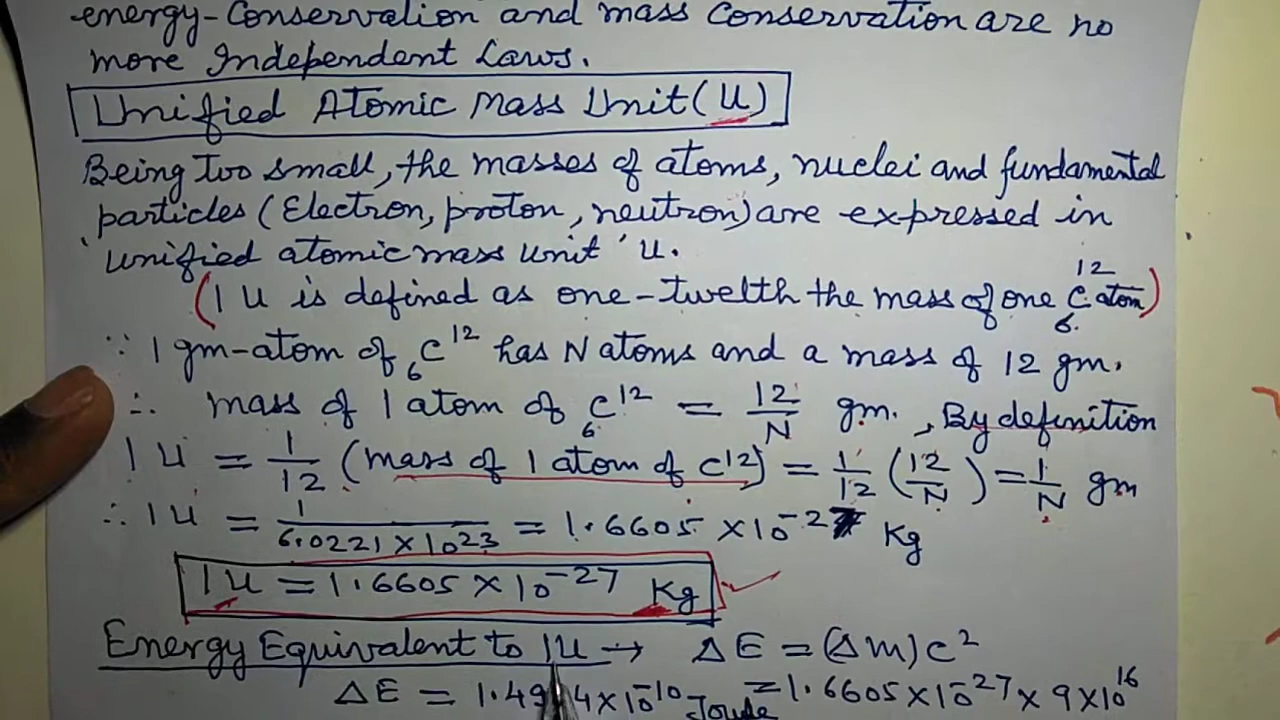 energy-Conservation and mass Conservation are no
more Independent Laws.
Unified Atomic Mass Unit (U)
Being Too small, the masses of atoms, nuclei and fundamental
particles (Electron, proton, neutron) are expressed in
'unified atomic mass unit' U.
(1 U is defined as one-twelth the mass of one ₆C¹² atom)
∵ 1 gm-atom of ₆C¹² has N atoms and a mass of 12 gm.
∴ mass of 1 atom of ₆C¹² = 12/N gm., By definition
1 U = 1/12 (mass of 1 atom of C¹²) = 1/12 (12/N) = 1/N gm
∴ 1 U = 1/6.0221 × 10²³ = 1.6605 × 10⁻²⁷ Kg
1 U = 1.6605 × 10⁻²⁷ Kg
Energy Equivalent to 1U → ΔE = (Δm)c²
ΔE = × 10⁻¹⁰ Joule = 1.6605 × 10⁻²⁷ × 9 × 10¹⁶